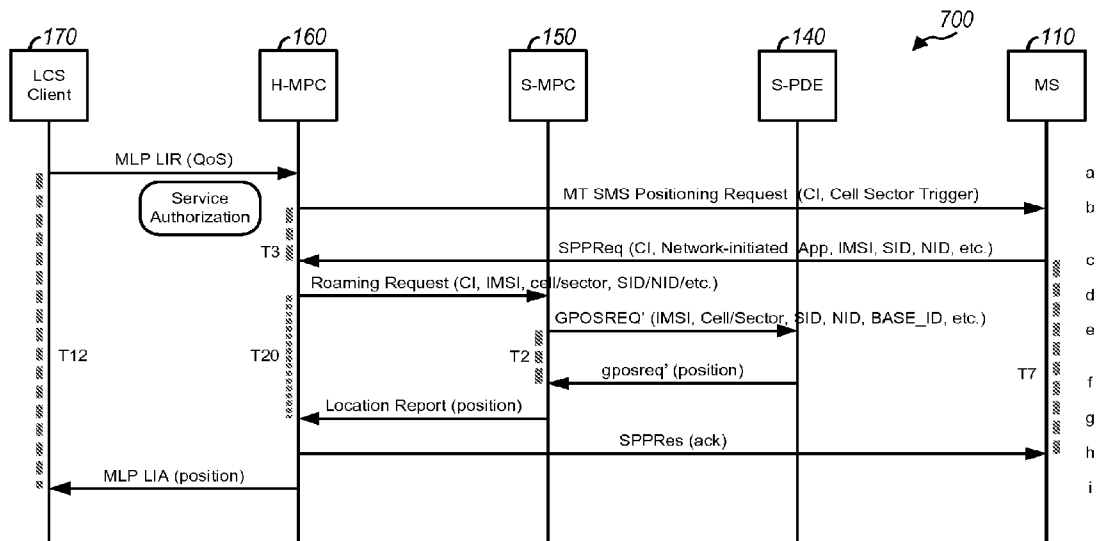 700
170
160
150
140
110
LCS
Client
H-MPC
S-MPC
S-PDE
MS
MLP LIR (QoS)
a
Service
Authorization
MT SMS Positioning Request (CI, Cell Sector Trigger)
b
T3
SPPReq (CI, Network-initiated App, IMSI, SID, NID, etc.)
c
Roaming Request (CI, IMSI, cell/sector, SID/NID/etc.)
d
GPOSREQ' (IMSI, Cell/Sector, SID, NID, BASE_ID, etc.)
e
T12
T20
T2
gposreq' (position)
T7
f
Location Report (position)
g
SPPRes (ack)
h
MLP LIA (position)
i